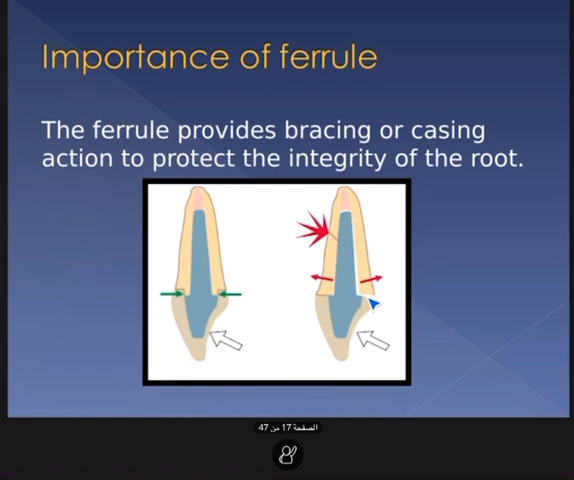 Importance of ferrule
The ferrule provides bracing or casing
action to protect the integrity of the root.
الصفحة 17 من 47